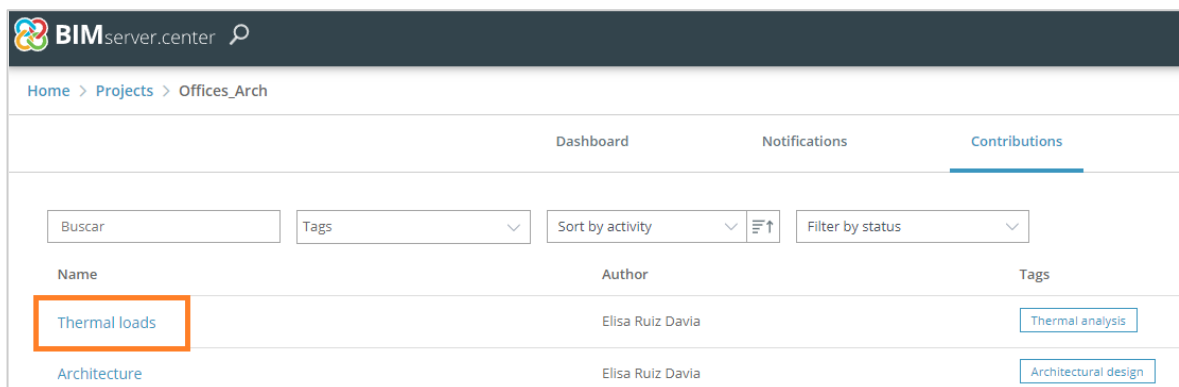 BIMserver.center
Home > Projects > Offices_Arch
Dashboard Notifications Contributions
Buscar Tags Sort by activity Filter by status
Name Author Tags
Thermal loads Elisa Ruiz Davia Thermal analysis
Architecture Elisa Ruiz Davia Architectural design